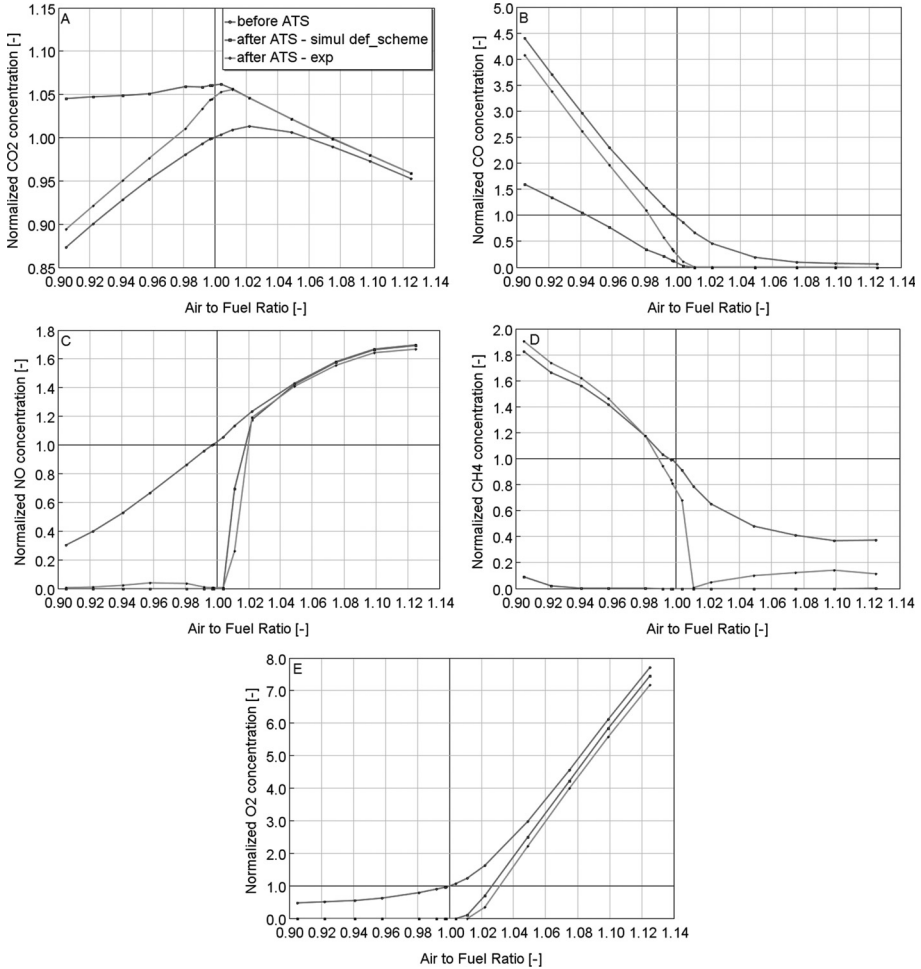 A
before ATS
after ATS - simul def_scheme
after ATS - exp
Normalized CO2 concentration [-]
1.15
1.10
1.05
1.00
0.95
0.90
0.85
0.90 0.92 0.94 0.96 0.98 1.00 1.02 1.04 1.06 1.08 1.10 1.12 1.14
Air to Fuel Ratio [-]
B
Normalized CO concentration [-]
5.0
4.5
4.0
3.5
3.0
2.5
2.0
1.5
1.0
0.5
0.0
0.90 0.92 0.94 0.96 0.98 1.00 1.02 1.04 1.06 1.08 1.10 1.12 1.14
Air to Fuel Ratio [-]
C
Normalized NO concentration [-]
1.8
1.6
1.4
1.2
1.0
0.8
0.6
0.4
0.2
0.0
0.90 0.92 0.94 0.96 0.98 1.00 1.02 1.04 1.06 1.08 1.10 1.12 1.14
Air to Fuel Ratio [-]
D
Normalized CH4 concentration [-]
2.0
1.8
1.6
1.4
1.2
1.0
0.8
0.6
0.4
0.2
0.0
0.90 0.92 0.94 0.96 0.98 1.00 1.02 1.04 1.06 1.08 1.10 1.12 1.14
Air to Fuel Ratio [-]
E
Normalized O2 concentration [-]
8.0
7.0
6.0
5.0
4.0
3.0
2.0
1.0
0.0
0.90 0.92 0.94 0.96 0.98 1.00 1.02 1.04 1.06 1.08 1.10 1.12 1.14
Air to Fuel Ratio [-]